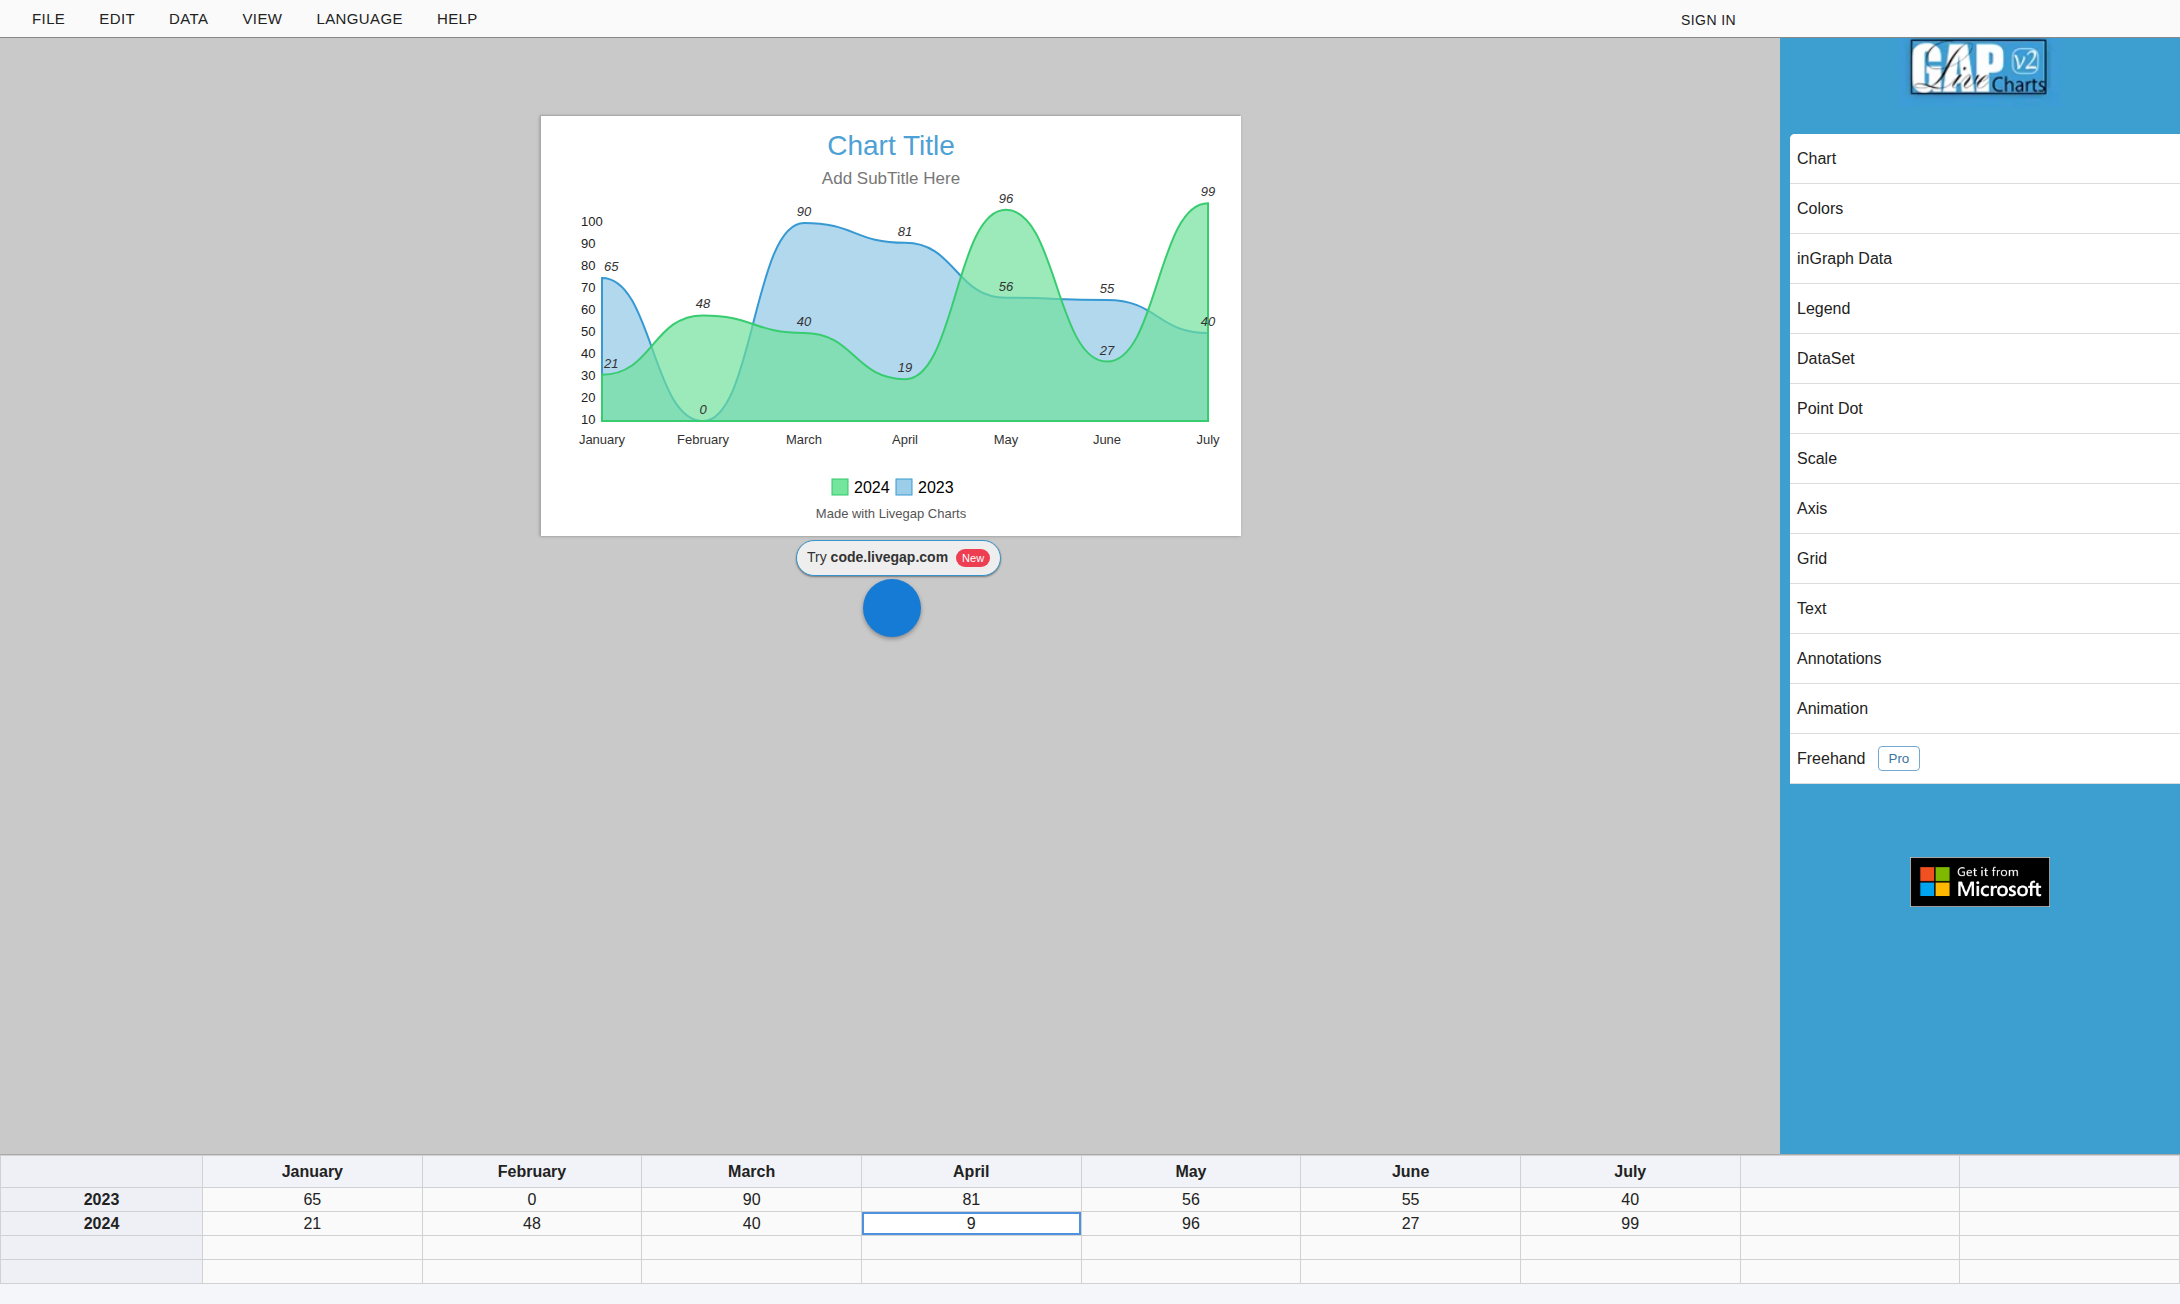 FILE EDIT DATA VIEW LANGUAGE HELP SIGN IN
GAP Live Charts v2
Chart Title
Add SubTitle Here
99
96
90
81
65
56
55
48
40
40
27
21
19
0
100
90
80
70
60
50
40
30
20
10
January February March April May June July
2024 2023
Made with Livegap Charts
Try code.livegap.com New
Chart
Colors
inGraph Data
Legend
DataSet
Point Dot
Scale
Axis
Grid
Text
Annotations
Animation
Freehand Pro
Get it from
Microsoft
January February March April May June July
2023 65 0 90 81 56 55 40
2024 21 48 40 9 96 27 99